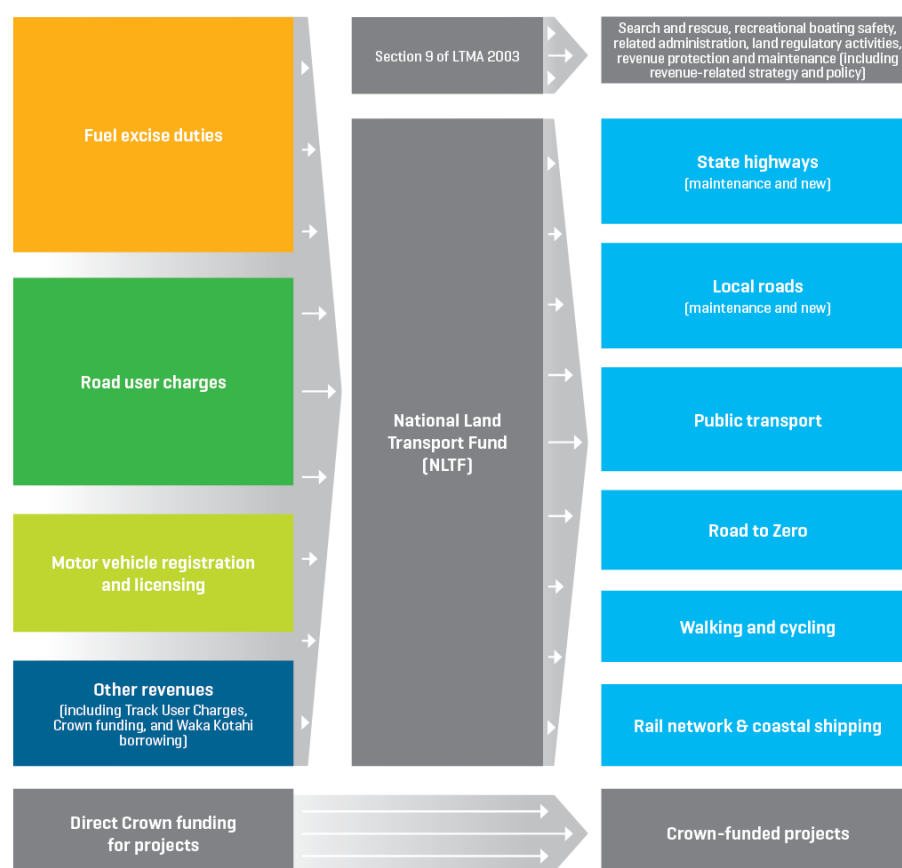 Fuel excise duties
Road user charges
Motor vehicle registration
and licensing
Other revenues
(including Track User Charges,
Crown funding, and Waka Kotahi
borrowing)
Direct Crown funding
for projects
Section 9 of LTMA 2003
National Land
Transport Fund
(NLTF)
Search and rescue, recreational boating safety,
related administration, land regulatory activities,
revenue protection and maintenance (including
revenue-related strategy and policy)
State highways
(maintenance and new)
Local roads
(maintenance and new)
Public transport
Road to Zero
Walking and cycling
Rail network & coastal shipping
Crown-funded projects